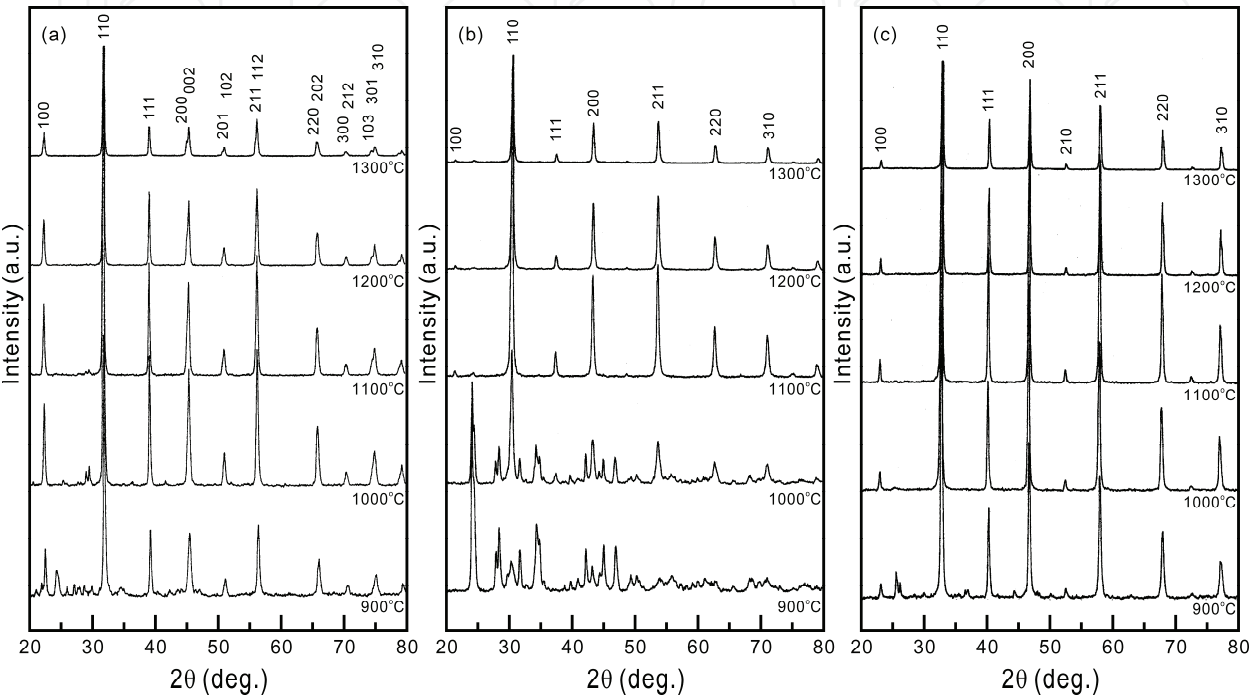 (a)
100
110
111
200
002
201
102
211
112
220
202
300
212
103
301
310
1300°C
1200°C
1100°C
1000°C
900°C
Intensity (a.u.)
20 30 40 50 60 70 80
2θ (deg.)
(b)
100
110
111
200
211
220
310
1300°C
1200°C
1100°C
1000°C
900°C
Intensity (a.u.)
20 30 40 50 60 70 80
2θ (deg.)
(c)
100
110
111
200
210
211
220
310
1300°C
1200°C
1100°C
1000°C
900°C
Intensity (a.u.)
20 30 40 50 60 70 80
2θ (deg.)